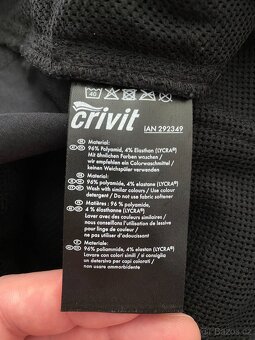 40
crivit
IAN 292349
Material:
96% Polyamid, 4% Elasthan (LYCRA®)
Mit ähnlichen Farben waschen/
wir empfehlen ein Colorwaschmittel/
keinen Weichspüler verwenden
Material:
96% polyamide, 4% elastane (LYCRA®)
Wash with similar colours / Use colour
detergent / Do not use fabric softener
Matières : 96 % polyamide,
4 % élasthanne (LYCRA®)
Laver avec des couleurs similaires /
nous conseillons d'utiliser de lessive
pour linge de couleur /
ne pas utiliser d'adoucissant
Materiale:
96% poliammide, 4% elastan (LYCRA®)
Lavare con colori simili / si consiglia
un detersivo per capi colorati /
non usare ammorbidente